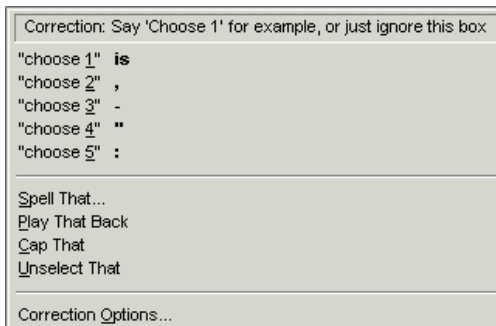 Correction: Say 'Choose 1' for example, or just ignore this box
"choose 1" is
"choose 2" ,
"choose 3" -
"choose 4" "
"choose 5" :
Spell That...
Play That Back
Cap That
Unselect That
Correction Options...